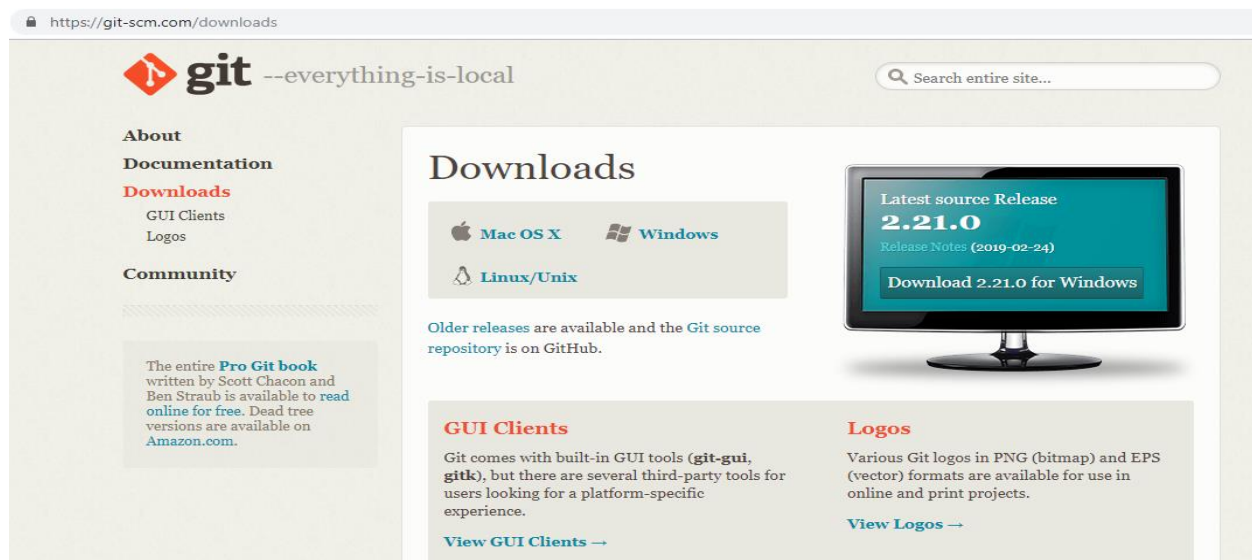 https://git-scm.com/downloads
git --everything-is-local
Search entire site...
About
Documentation
Downloads
GUI Clients
Logos
Community
The entire Pro Git book
written by Scott Chacon and
Ben Straub is available to read
online for free. Dead tree
versions are available on
Amazon.com.
Downloads
Mac OS X
Windows
Linux/Unix
Older releases are available and the Git source
repository is on GitHub.
Latest source Release
2.21.0
Release Notes (2019-02-24)
Download 2.21.0 for Windows
GUI Clients
Git comes with built-in GUI tools (git-gui,
gitk), but there are several third-party tools for
users looking for a platform-specific
experience.
View GUI Clients →
Logos
Various Git logos in PNG (bitmap) and EPS
(vector) formats are available for use in
online and print projects.
View Logos →